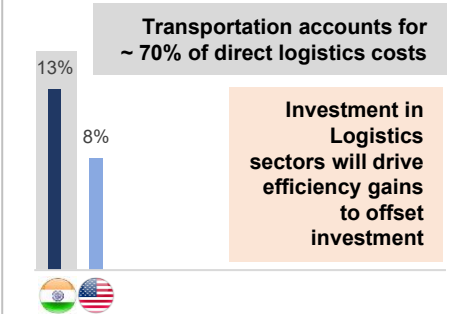 Transportation accounts for
~ 70% of direct logistics costs
13%
8%
Investment in
Logistics
sectors will drive
efficiency gains
to offset
investment